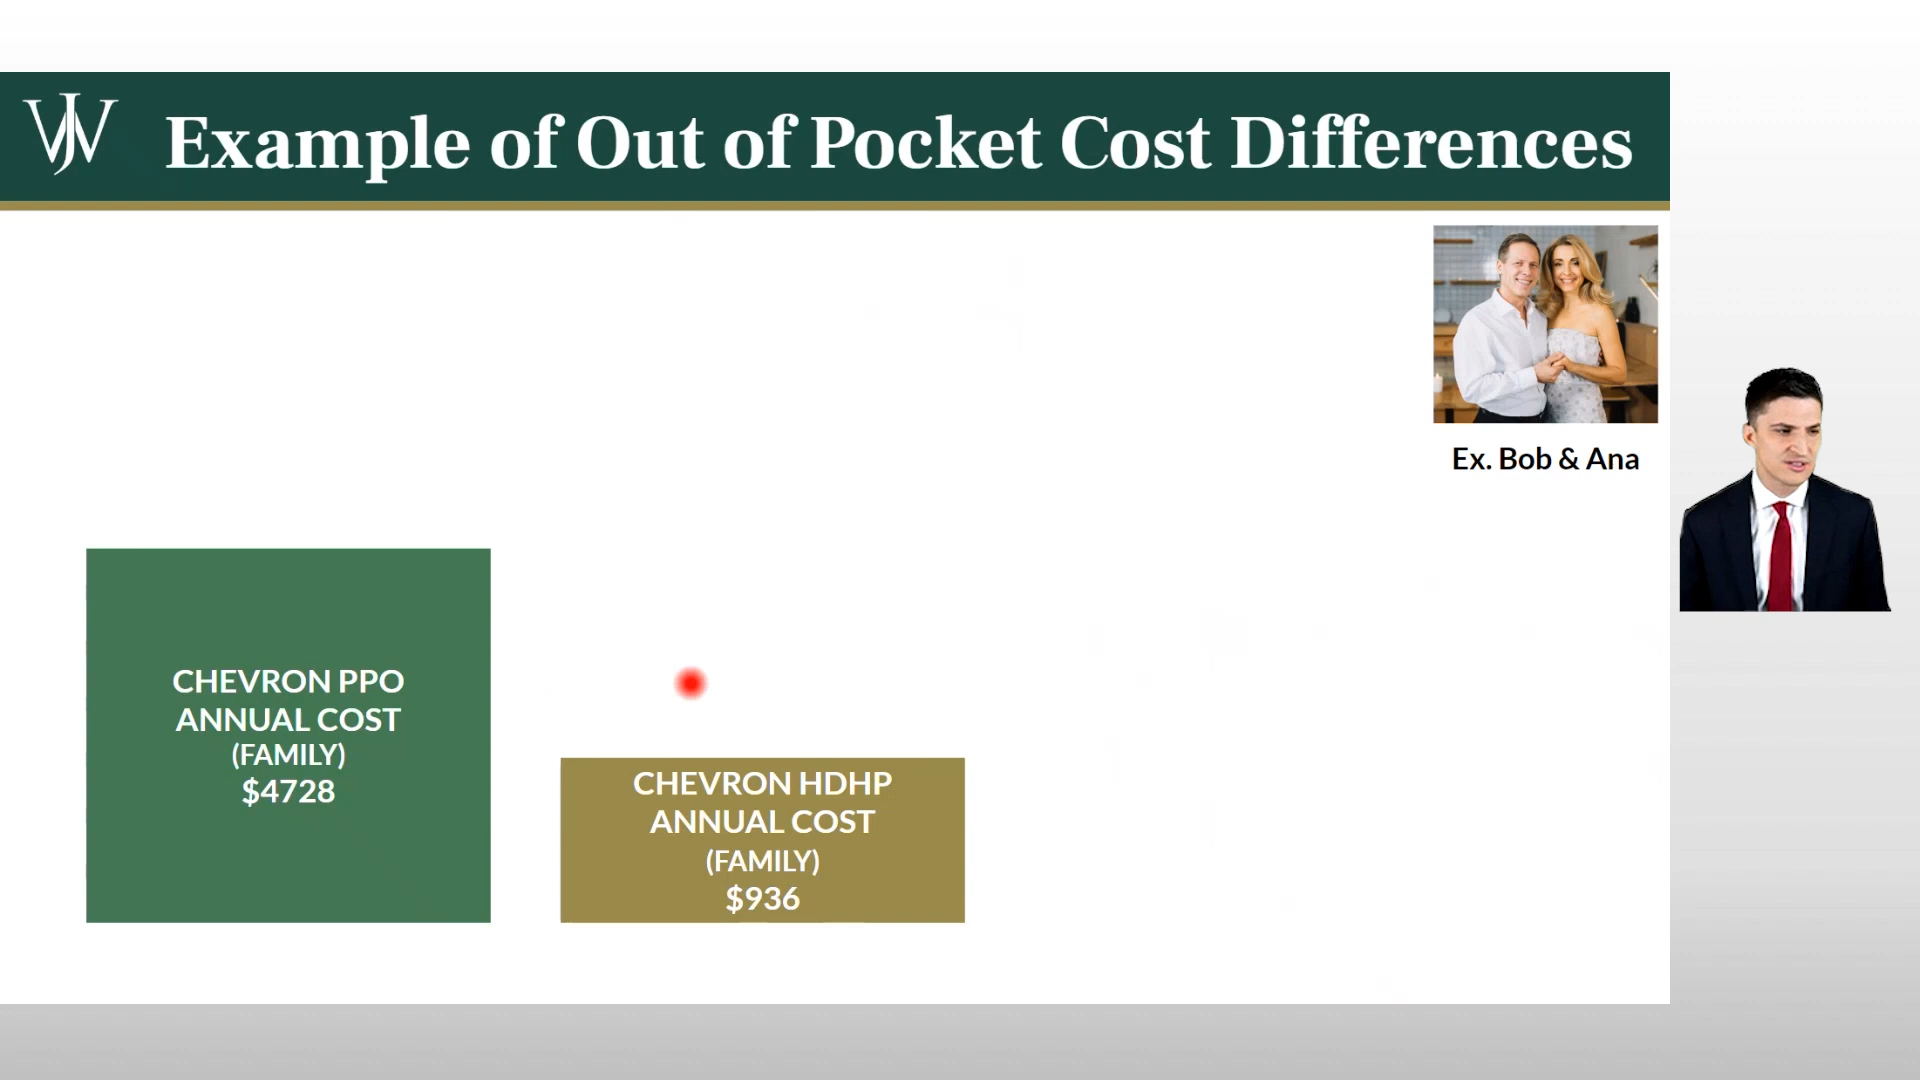 WJ
Example of Out of Pocket Cost Differences
Ex. Bob & Ana
CHEVRON PPO
ANNUAL COST
(FAMILY)
$4728
CHEVRON HDHP
ANNUAL COST
(FAMILY)
$936